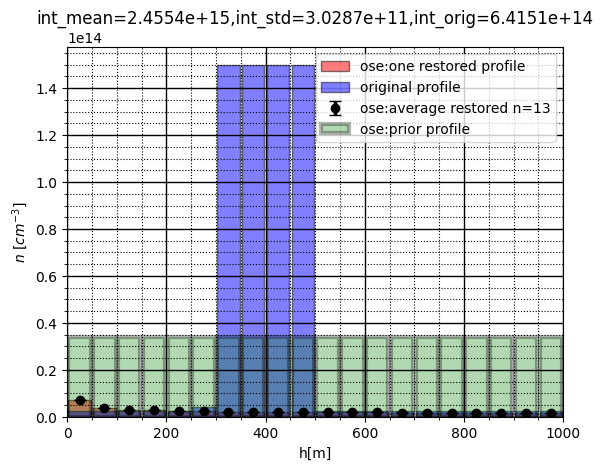 int_mean=2.4554e+15,int_std=3.0287e+11,int_orig=6.4151e+14
1e14
ose:one restored profile
original profile
ose:average restored n=13
ose:prior profile
n [cm⁻³]
1.4
1.2
1.0
0.8
0.6
0.4
0.2
0.0
0 200 400 600 800 1000
h[m]